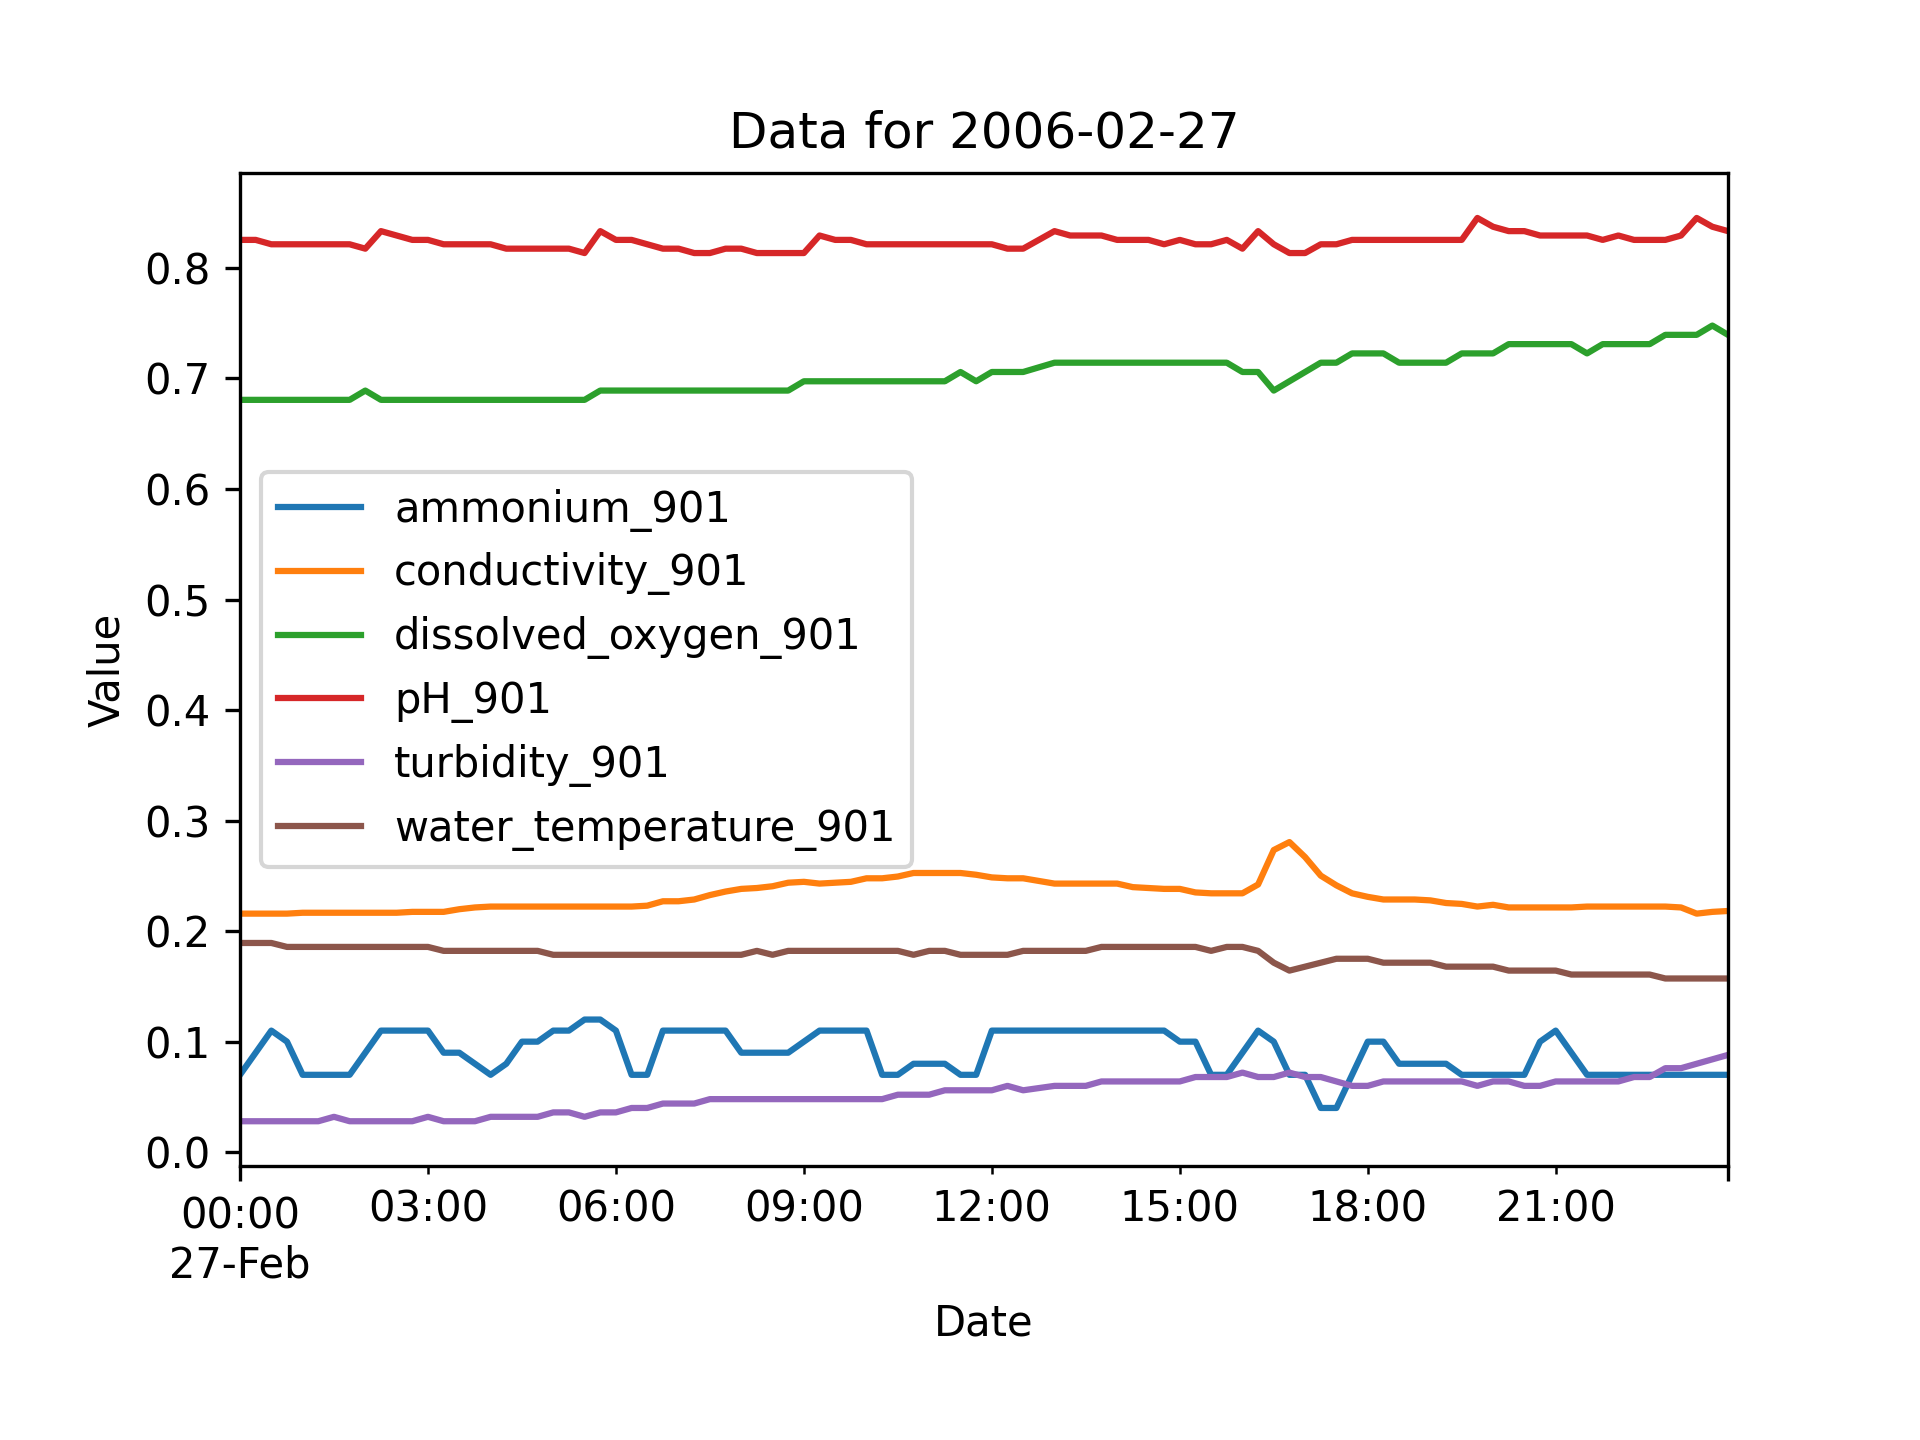 Data for 2006-02-27
0.8
0.7
0.6
0.5
0.4
0.3
0.2
0.1
0.0
Value
ammonium_901
conductivity_901
dissolved_oxygen_901
pH_901
turbidity_901
water_temperature_901
00:00 03:00 06:00 09:00 12:00 15:00 18:00 21:00
27-Feb
Date